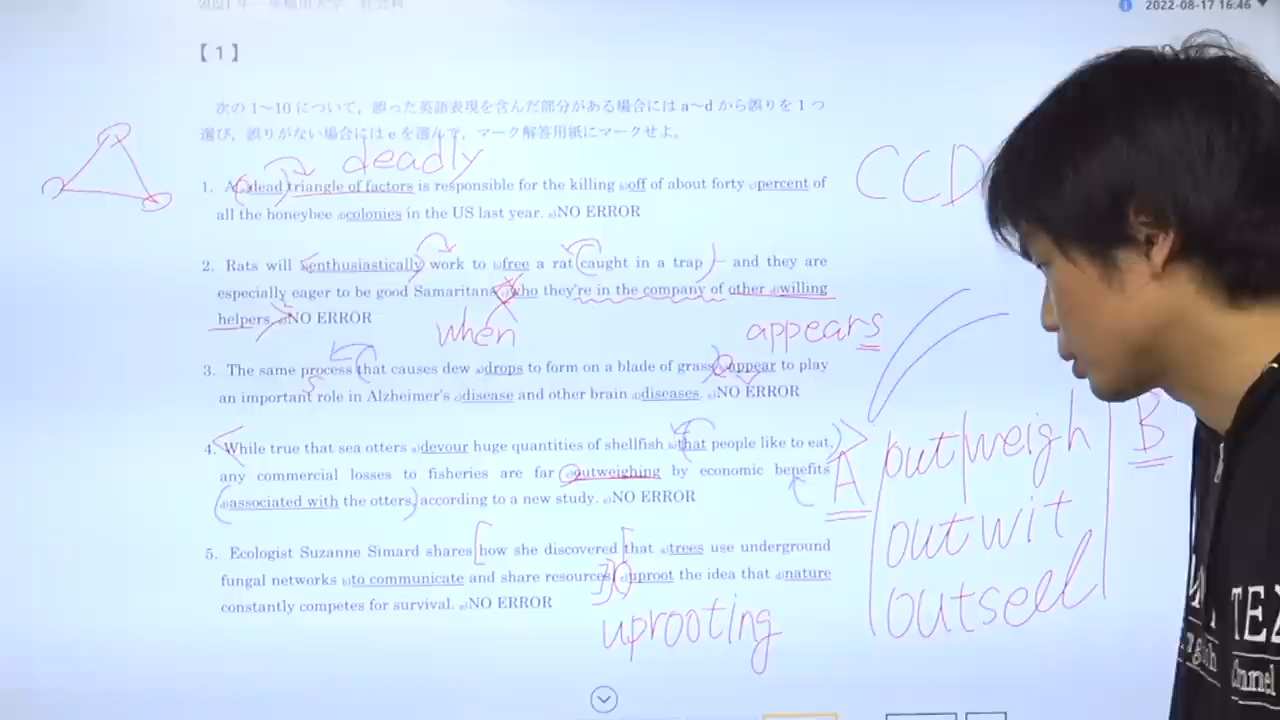 2022-08-17 16:46
【1】
次の1〜10について，誤った英語表現を含んだ部分がある場合には a〜d から誤りを1つ
選び，誤りがない場合には e を選んで，マーク解答用紙にマークせよ。
deadly
CCD
1. A dead triangle of factors is responsible for the killing off of about forty percent of
all the honeybee colonies in the US last year. NO ERROR
2. Rats will enthusiastically work to free a rat caught in a trap, and they are
especially eager to be good Samaritans who they're in the company of other willing
helpers. NO ERROR
when
appears
3. The same process that causes dew drops to form on a blade of grass appear to play
s
an important role in Alzheimer's disease and other brain diseases. NO ERROR
4. While true that sea otters devour huge quantities of shellfish that people like to eat,
any commercial losses to fisheries are far outweighing by economic benefits
associated with the otters, according to a new study. NO ERROR
A outweigh B
outwit
outsell
5. Ecologist Suzanne Simard shares how she discovered that trees use underground
fungal networks to communicate and share resources, uproot the idea that nature
constantly competes for survival. NO ERROR
uprooting
TEX